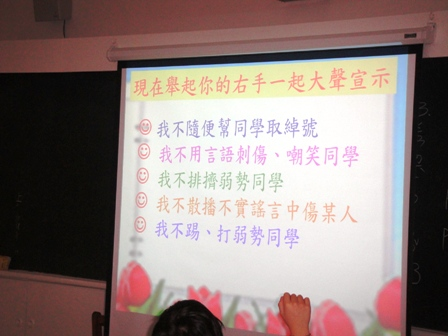 現在舉起你的右手一起大聲宣示
我不隨便幫同學取綽號
我不用言語刺傷、嘲笑同學
我不排擠弱勢同學
我不散播不實謠言中傷某人
我不踢、打弱勢同學